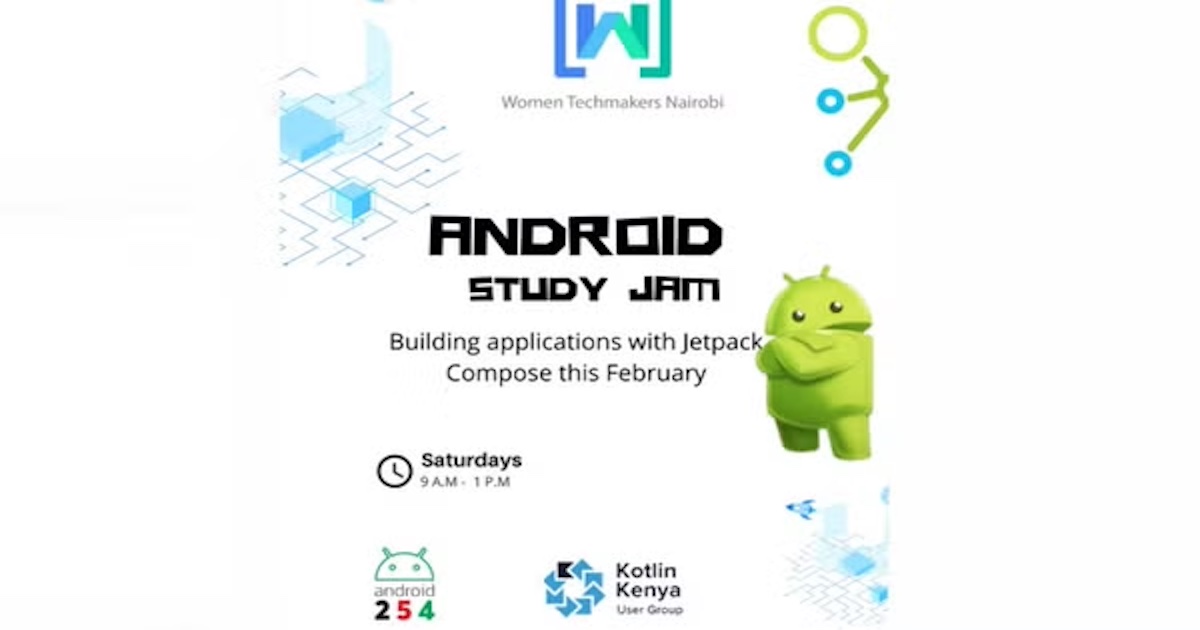 Women Techmakers Nairobi
ANDROID
STUDY JAM
Building applications with Jetpack
Compose this February
Saturdays
9 A.M - 1 P.M
android
254
Kotlin
Kenya
User Group